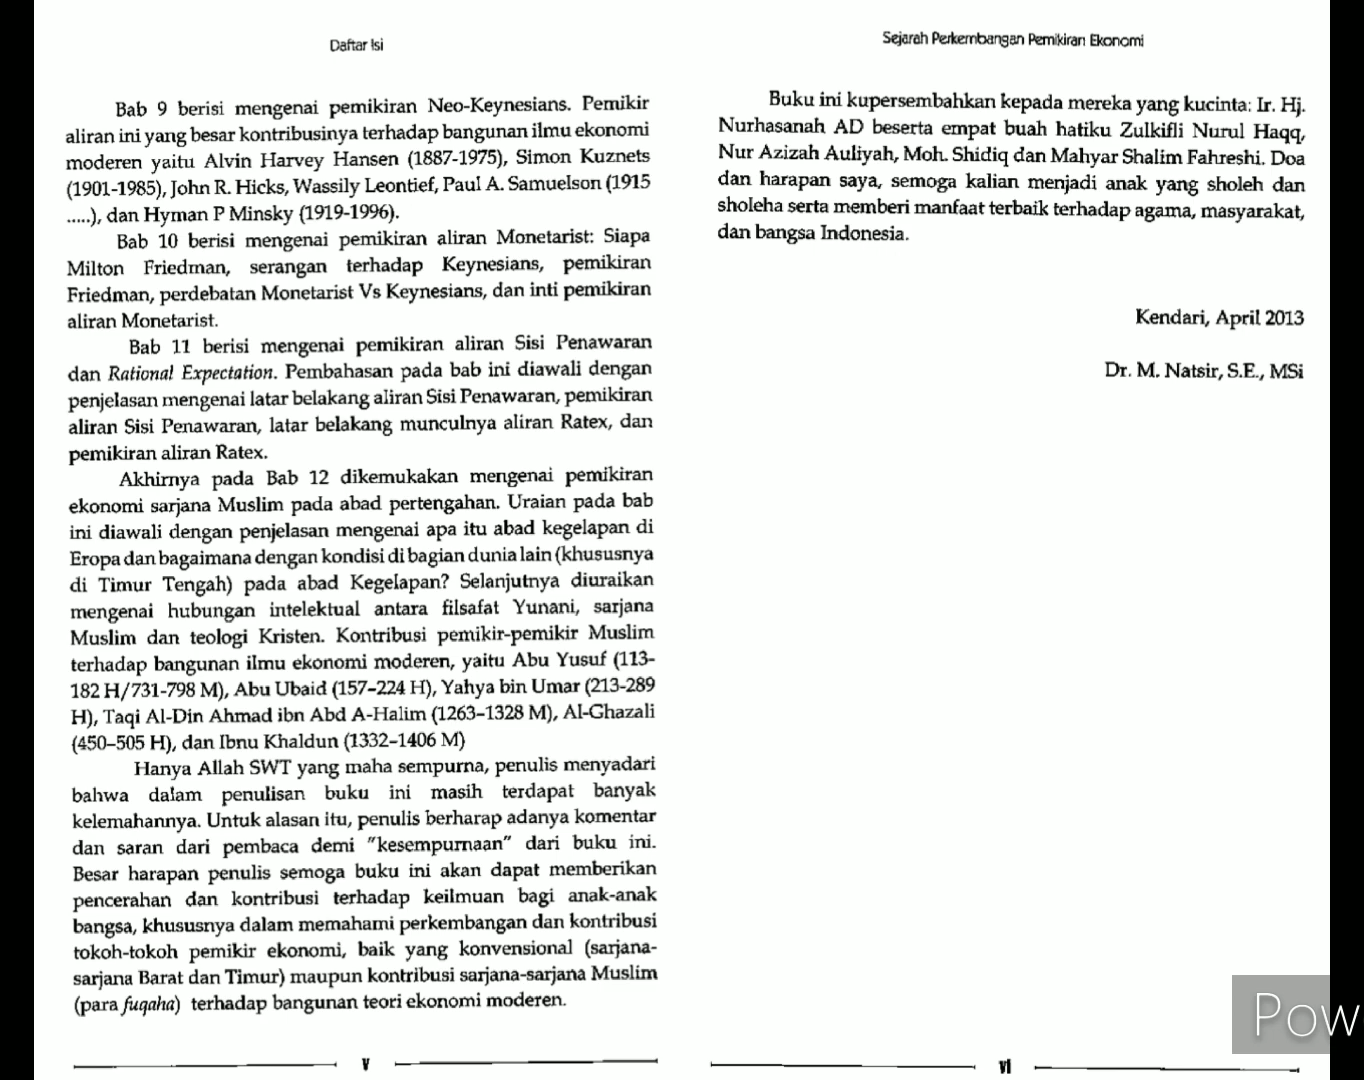 Daftar Isi
Bab 9 berisi mengenai pemikiran Neo-Keynesians. Pemikir
aliran ini yang besar kontribusinya terhadap bangunan ilmu ekonomi
moderen yaitu Alvin Harvey Hansen (1887-1975), Simon Kuznets
(1901-1985), John R. Hicks, Wassily Leontief, Paul A. Samuelson (1915
.....), dan Hyman P Minsky (1919-1996).
Bab 10 berisi mengenai pemikiran aliran Monetarist: Siapa
Milton Friedman, serangan terhadap Keynesians, pemikiran
Friedman, perdebatan Monetarist Vs Keynesians, dan inti pemikiran
aliran Monetarist.
Bab 11 berisi mengenai pemikiran aliran Sisi Penawaran
dan Rational Expectation. Pembahasan pada bab ini diawali dengan
penjelasan mengenai latar belakang aliran Sisi Penawaran, pemikiran
aliran Sisi Penawaran, latar belakang munculnya aliran Ratex, dan
pemikiran aliran Ratex.
Akhirnya pada Bab 12 dikemukakan mengenai pemikiran
ekonomi sarjana Muslim pada abad pertengahan. Uraian pada bab
ini diawali dengan penjelasan mengenai apa itu abad kegelapan di
Eropa dan bagaimana dengan kondisi di bagian dunia lain (khususnya
di Timur Tengah) pada abad Kegelapan? Selanjutnya diuraikan
mengenai hubungan intelektual antara filsafat Yunani, sarjana
Muslim dan teologi Kristen. Kontribusi pemikir-pemikir Muslim
terhadap bangunan ilmu ekonomi moderen, yaitu Abu Yusuf (113-
182 H/731-798 M), Abu Ubaid (157–224 H), Yahya bin Umar (213-289
H), Taqi Al-Din Ahmad ibn Abd A-Halim (1263–1328 M), Al-Ghazali
(450–505 H), dan Ibnu Khaldun (1332–1406 M)
Hanya Allah SWT yang maha sempurna, penulis menyadari
bahwa dalam penulisan buku ini masih terdapat banyak
kelemahannya. Untuk alasan itu, penulis berharap adanya komentar
dan saran dari pembaca demi "kesempurnaan" dari buku ini.
Besar harapan penulis semoga buku ini akan dapat memberikan
pencerahan dan kontribusi terhadap keilmuan bagi anak-anak
bangsa, khususnya dalam memahami perkembangan dan kontribusi
tokoh-tokoh pemikir ekonomi, baik yang konvensional (sarjana-
sarjana Barat dan Timur) maupun kontribusi sarjana-sarjana Muslim
(para fuqaha) terhadap bangunan teori ekonomi moderen.
v
Sejarah Perkembangan Pemikiran Ekonomi
Buku ini kupersembahkan kepada mereka yang kucinta: Ir. Hj.
Nurhasanah AD beserta empat buah hatiku Zulkifli Nurul Haqq,
Nur Azizah Auliyah, Moh. Shidiq dan Mahyar Shalim Fahreshi. Doa
dan harapan saya, semoga kalian menjadi anak yang sholeh dan
sholeha serta memberi manfaat terbaik terhadap agama, masyarakat,
dan bangsa Indonesia.
Kendari, April 2013
Dr. M. Natsir, S.E., MSi
vi
Pow